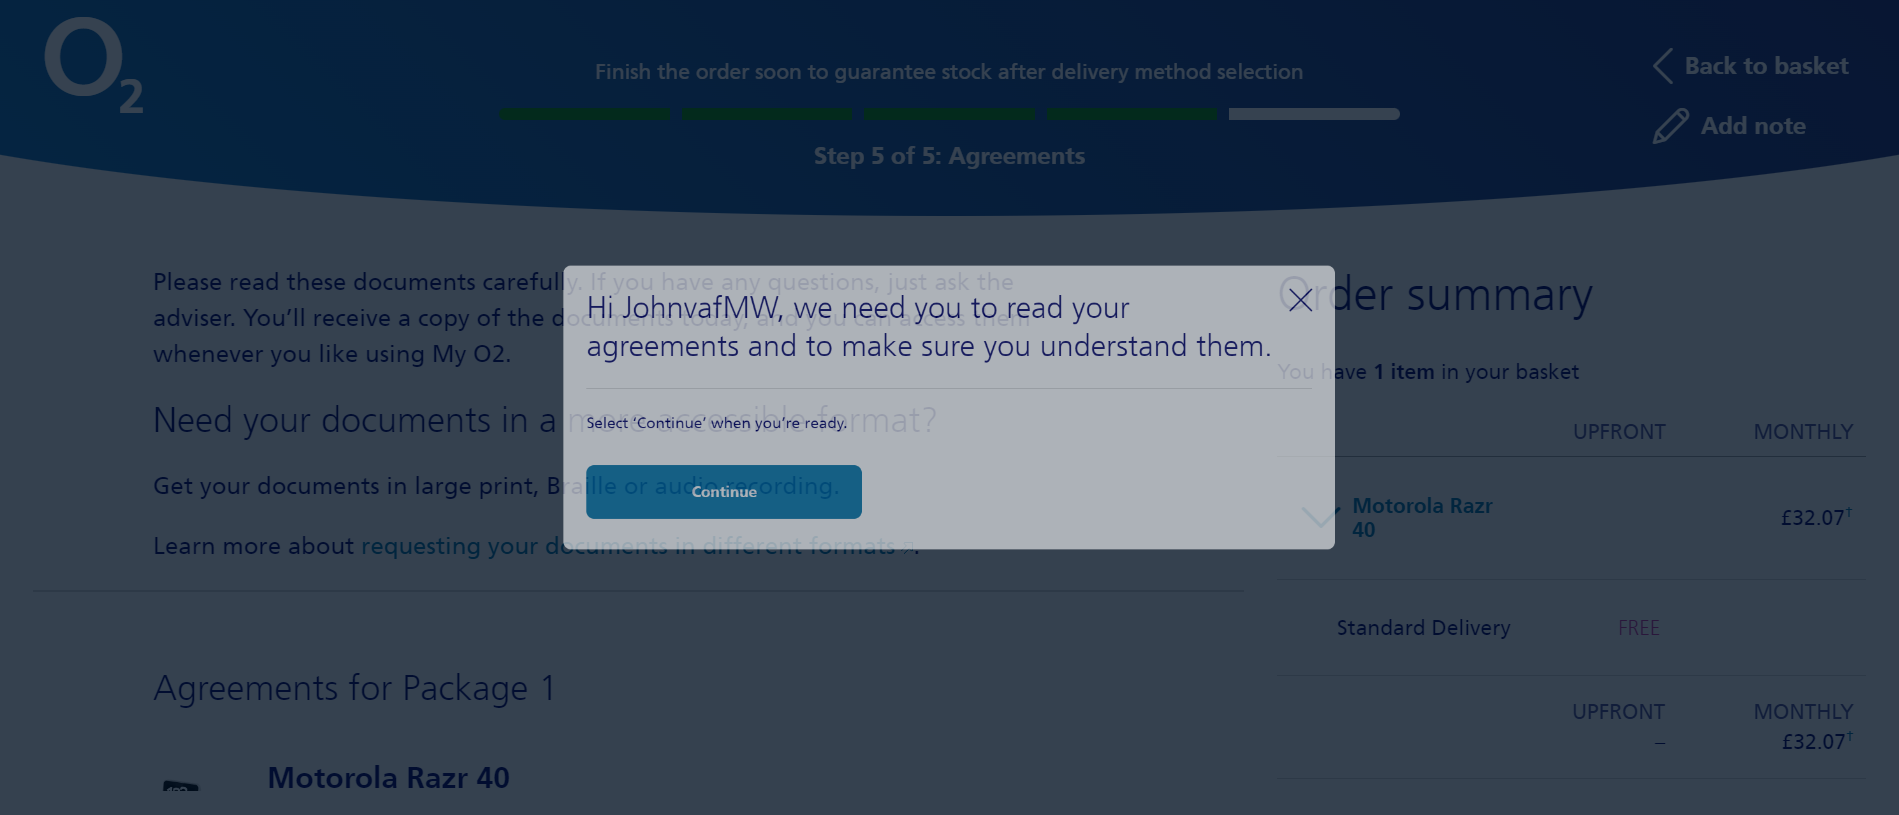 O2
Finish the order soon to guarantee stock after delivery method selection
Step 5 of 5: Agreements
Back to basket
Add note
Please read these documents carefully. If you have any questions, just ask the
adviser. You’ll receive a copy of the documents today, and you can access them
whenever you like using My O2.
Need your documents in a more accessible format?
Get your documents in large print, Braille or audio recording.
Learn more about requesting your documents in different formats.
Agreements for Package 1
Motorola Razr 40
Hi JohnvafMW, we need you to read your
agreements and to make sure you understand them.
Select ‘Continue’ when you’re ready.
Continue
Order summary
You have 1 item in your basket
UPFRONT MONTHLY
Motorola Razr
40
£32.07†
Standard Delivery FREE
UPFRONT MONTHLY
– £32.07†